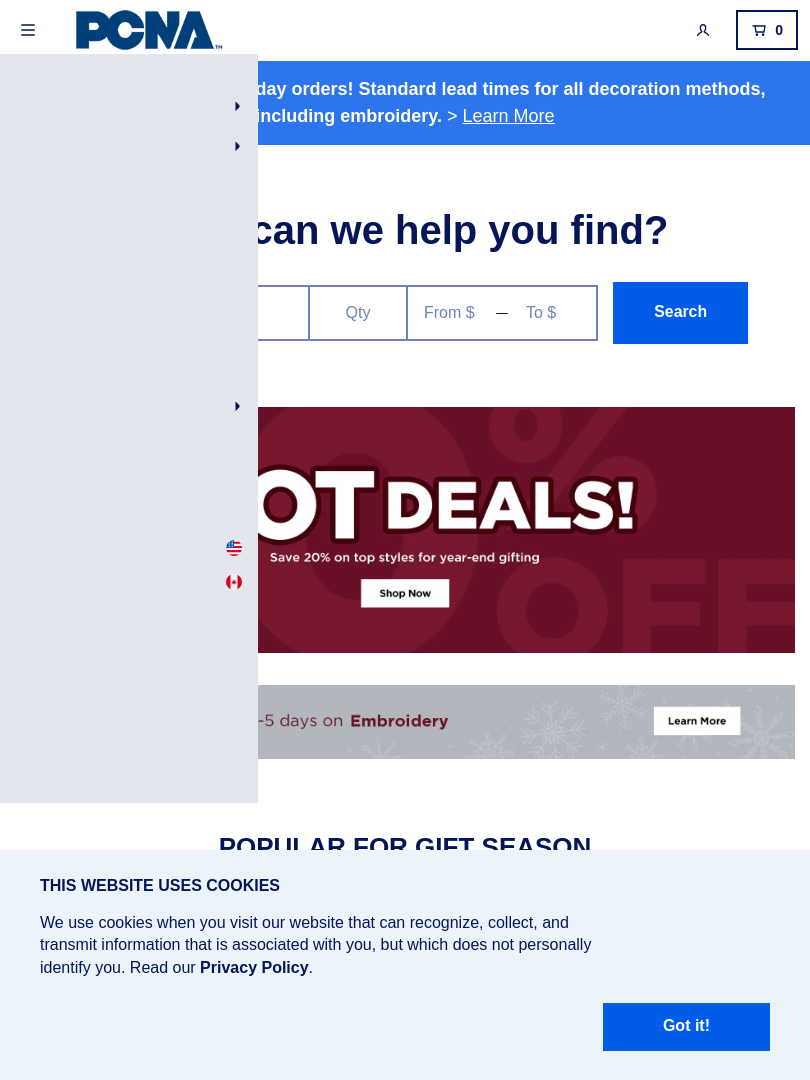 PCNA™
0
day orders! Standard lead times for all decoration methods,
including embroidery. > Learn More
can we help you find?
Qty
From $ — To $
Search
OT DEALS!
Save 20% on top styles for year-end gifting
Shop Now
0%
OFF
-5 days on Embroidery
Learn More
POPULAR FOR GIFT SEASON
THIS WEBSITE USES COOKIES
We use cookies when you visit our website that can recognize, collect, and
transmit information that is associated with you, but which does not personally
identify you. Read our Privacy Policy.
Got it!